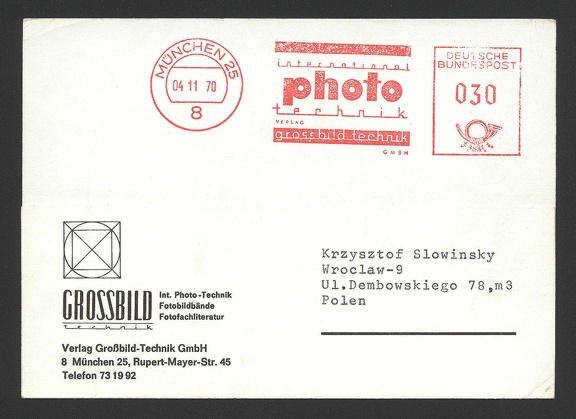 MÜNCHEN 25
04 11 70
8
international
photo
technik
VERLAG
grossbild technik
GMBH
DEUTSCHE
BUNDESPOST
030
GROSSBILD
technik
Int. Photo-Technik
Fotobildbände
Fotofachliteratur
Verlag Großbild-Technik GmbH
8 München 25, Rupert-Mayer-Str. 45
Telefon 73 19 92
Krzysztof Slowinsky
Wroclaw-9
Ul.Dembowskiego 78,m3
Polen